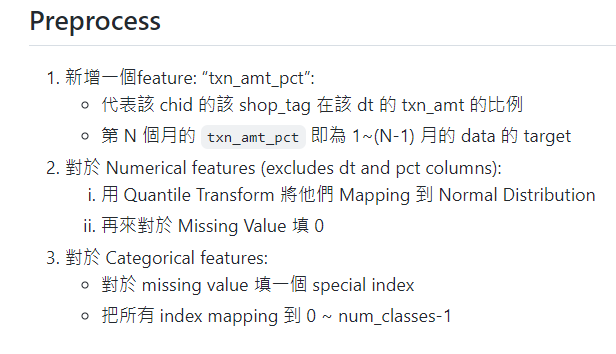 Preprocess
1. 新增一個feature: “txn_amt_pct”:
○ 代表該 chid 的該 shop_tag 在該 dt 的 txn_amt 的比例
○ 第 N 個月的 txn_amt_pct 即為 1~(N-1) 月的 data 的 target
2. 對於 Numerical features (excludes dt and pct columns):
i. 用 Quantile Transform 將他們 Mapping 到 Normal Distribution
ii. 再來對於 Missing Value 填 0
3. 對於 Categorical features:
○ 對於 missing value 填一個 special index
○ 把所有 index mapping 到 0 ~ num_classes-1